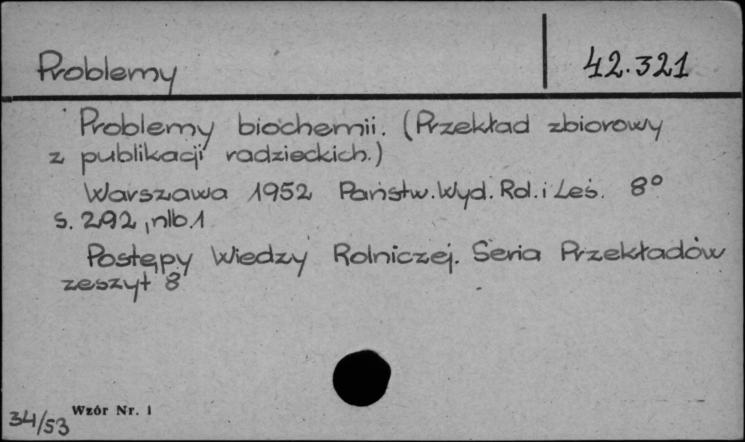 Problemy 42.321
Problemy biochemii. (Przekład zbiorowy
z publikacji radzieckich.)
Warszawa 1952 Państw. Wyd. Rol. i Leś. 8°
s. 292, nlb. 1
Postępy Wiedzy Rolniczej. Seria Przekładów
zeszyt 8
Wzór Nr. 1
34/53